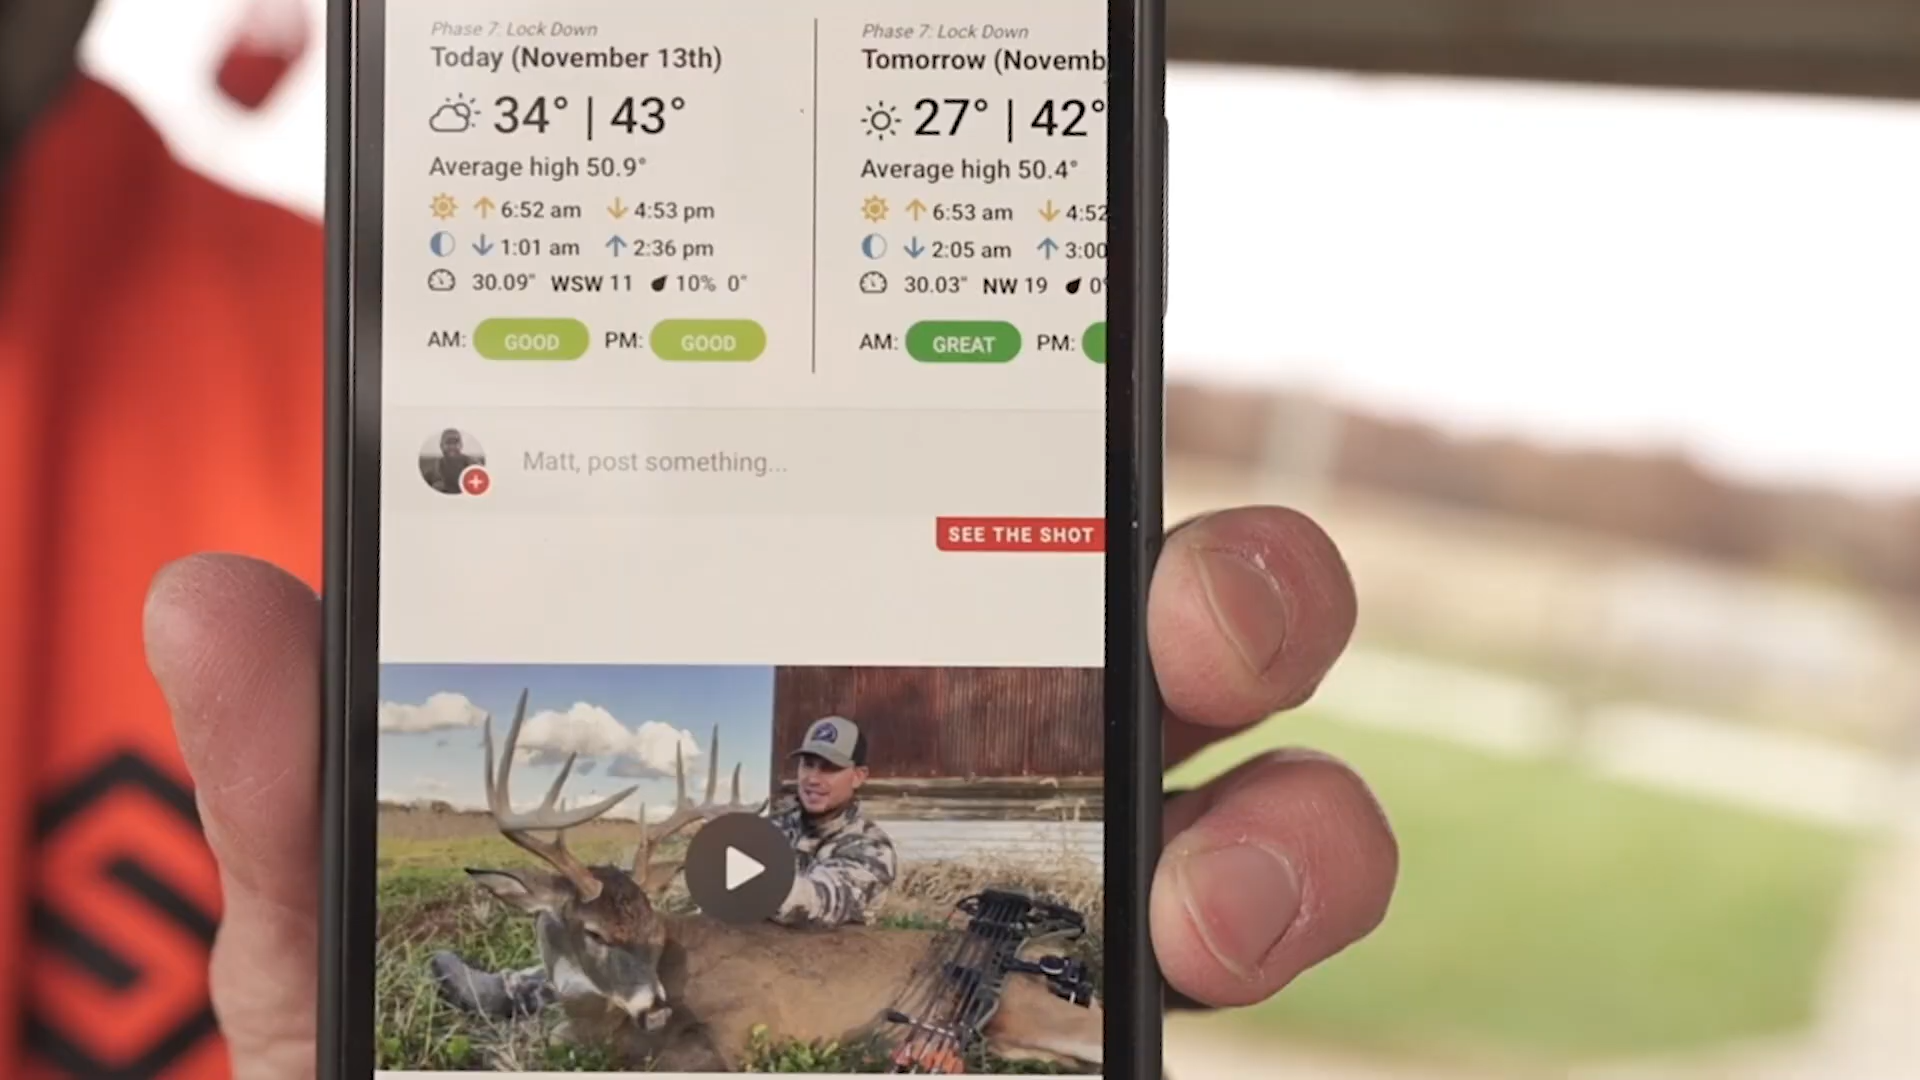 Phase 7: Lock Down
Today (November 13th)
34° | 43°
Average high 50.9°
6:52 am 4:53 pm
1:01 am 2:36 pm
30.09" WSW 11 10% 0°
AM: GOOD PM: GOOD
Phase 7: Lock Down
Tomorrow (Novemb
27° | 42°
Average high 50.4°
6:53 am 4:52
2:05 am 3:00
30.03" NW 19 0°
AM: GREAT PM:
Matt, post something...
SEE THE SHOT